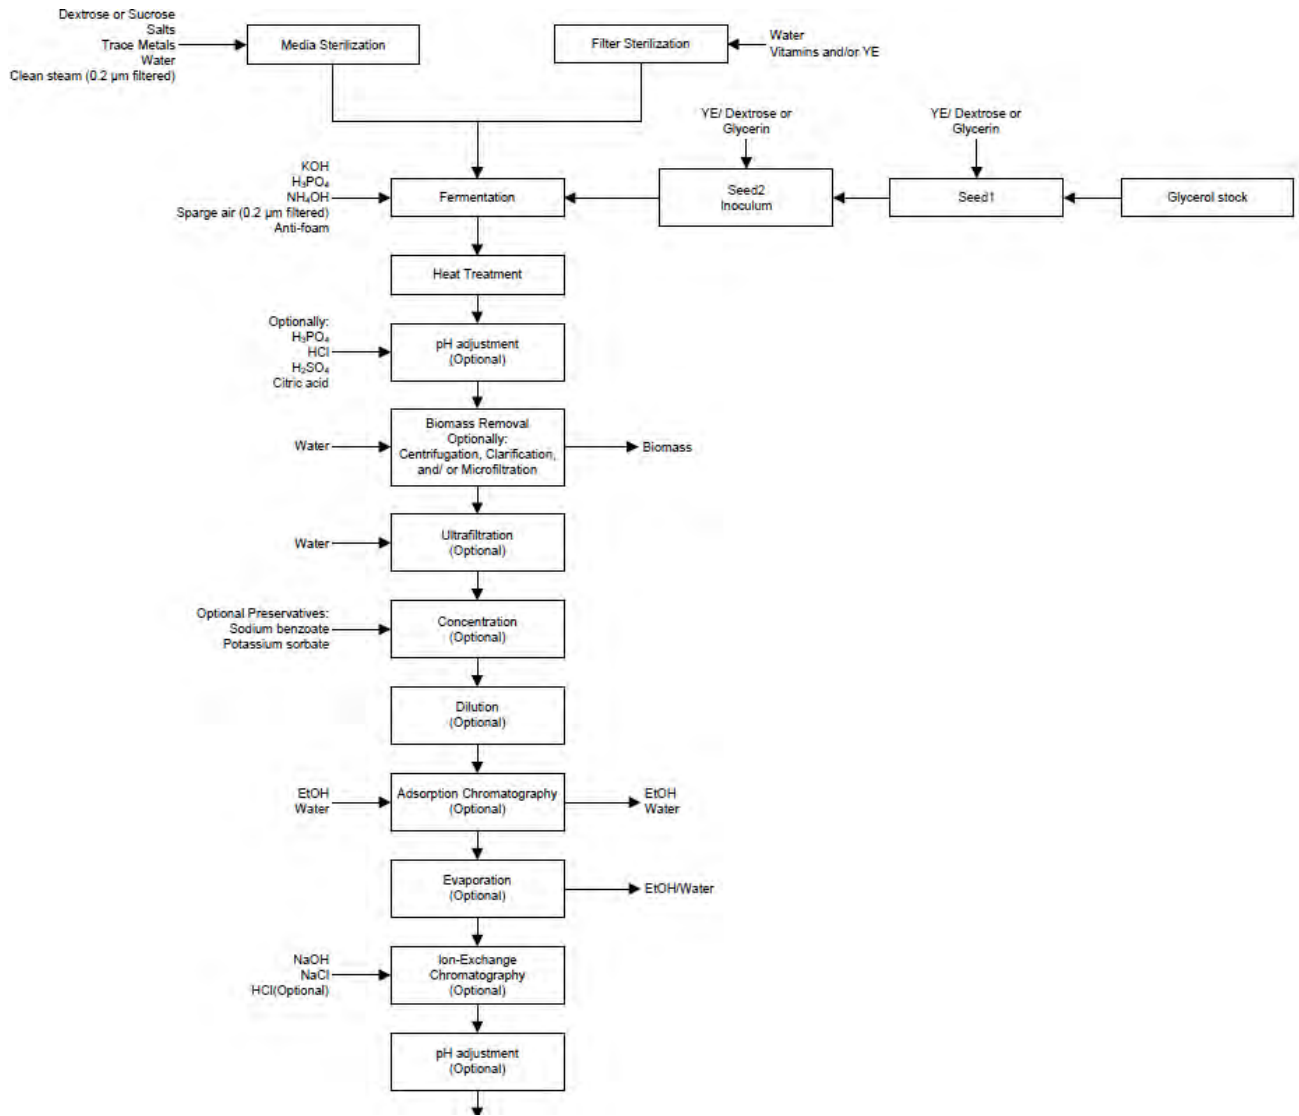 Dextrose or Sucrose
Salts
Trace Metals
Water
Clean steam (0.2 µm filtered)
Media Sterilization
Filter Sterilization
Water
Vitamins and/or YE
YE/ Dextrose or
Glycerin
YE/ Dextrose or
Glycerin
KOH
H₃PO₄
NH₄OH
Sparge air (0.2 µm filtered)
Anti-foam
Fermentation
Seed2
Inoculum
Seed1
Glycerol stock
Heat Treatment
Optionally:
H₃PO₄
HCl
H₂SO₄
Citric acid
pH adjustment
(Optional)
Water
Biomass Removal
Optionally:
Centrifugation, Clarification,
and/ or Microfiltration
Biomass
Water
Ultrafiltration
(Optional)
Optional Preservatives:
Sodium benzoate
Potassium sorbate
Concentration
(Optional)
Dilution
(Optional)
EtOH
Water
Adsorption Chromatography
(Optional)
EtOH
Water
Evaporation
(Optional)
EtOH/Water
NaOH
NaCl
HCl(Optional)
Ion-Exchange
Chromatography
(Optional)
pH adjustment
(Optional)